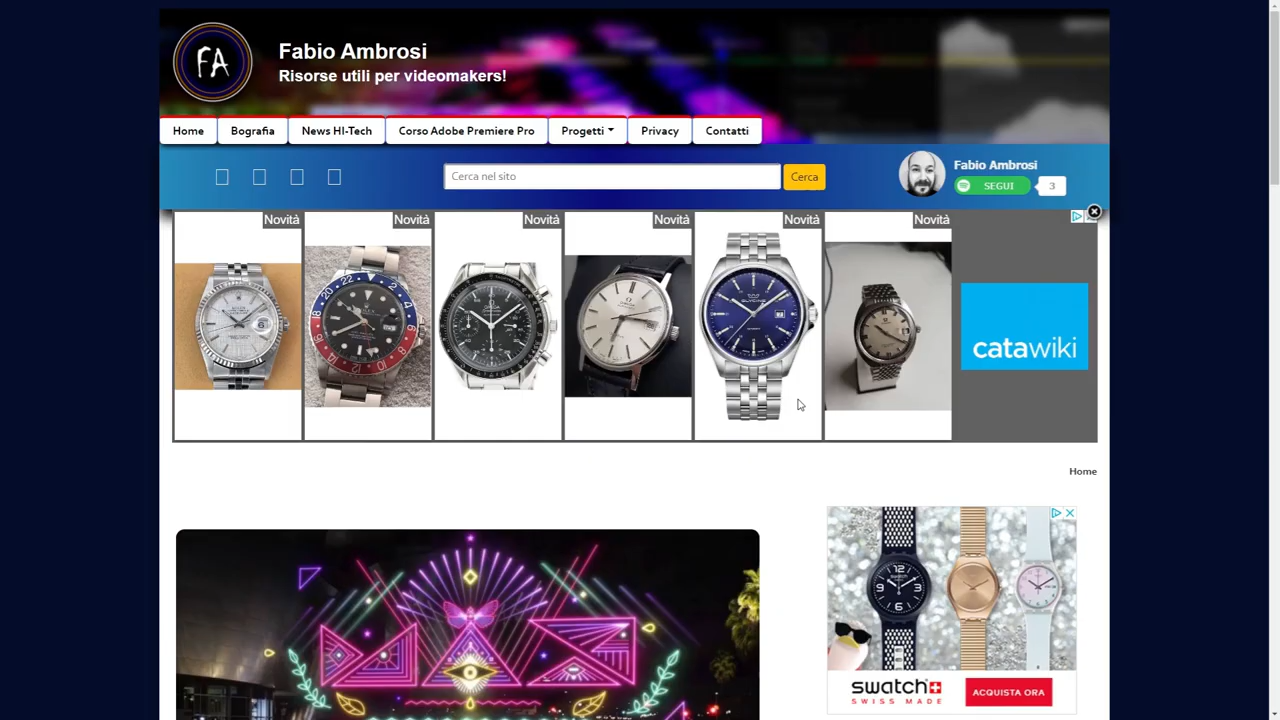 FA
Fabio Ambrosi
Risorse utili per videomakers!
Home Bografia News HI-Tech Corso Adobe Premiere Pro Progetti Privacy Contatti
Cerca nel sito Cerca
Fabio Ambrosi
SEGUI 3
Novità Novità Novità Novità Novità Novità
catawiki
Home
swatch
SWISS MADE
ACQUISTA ORA